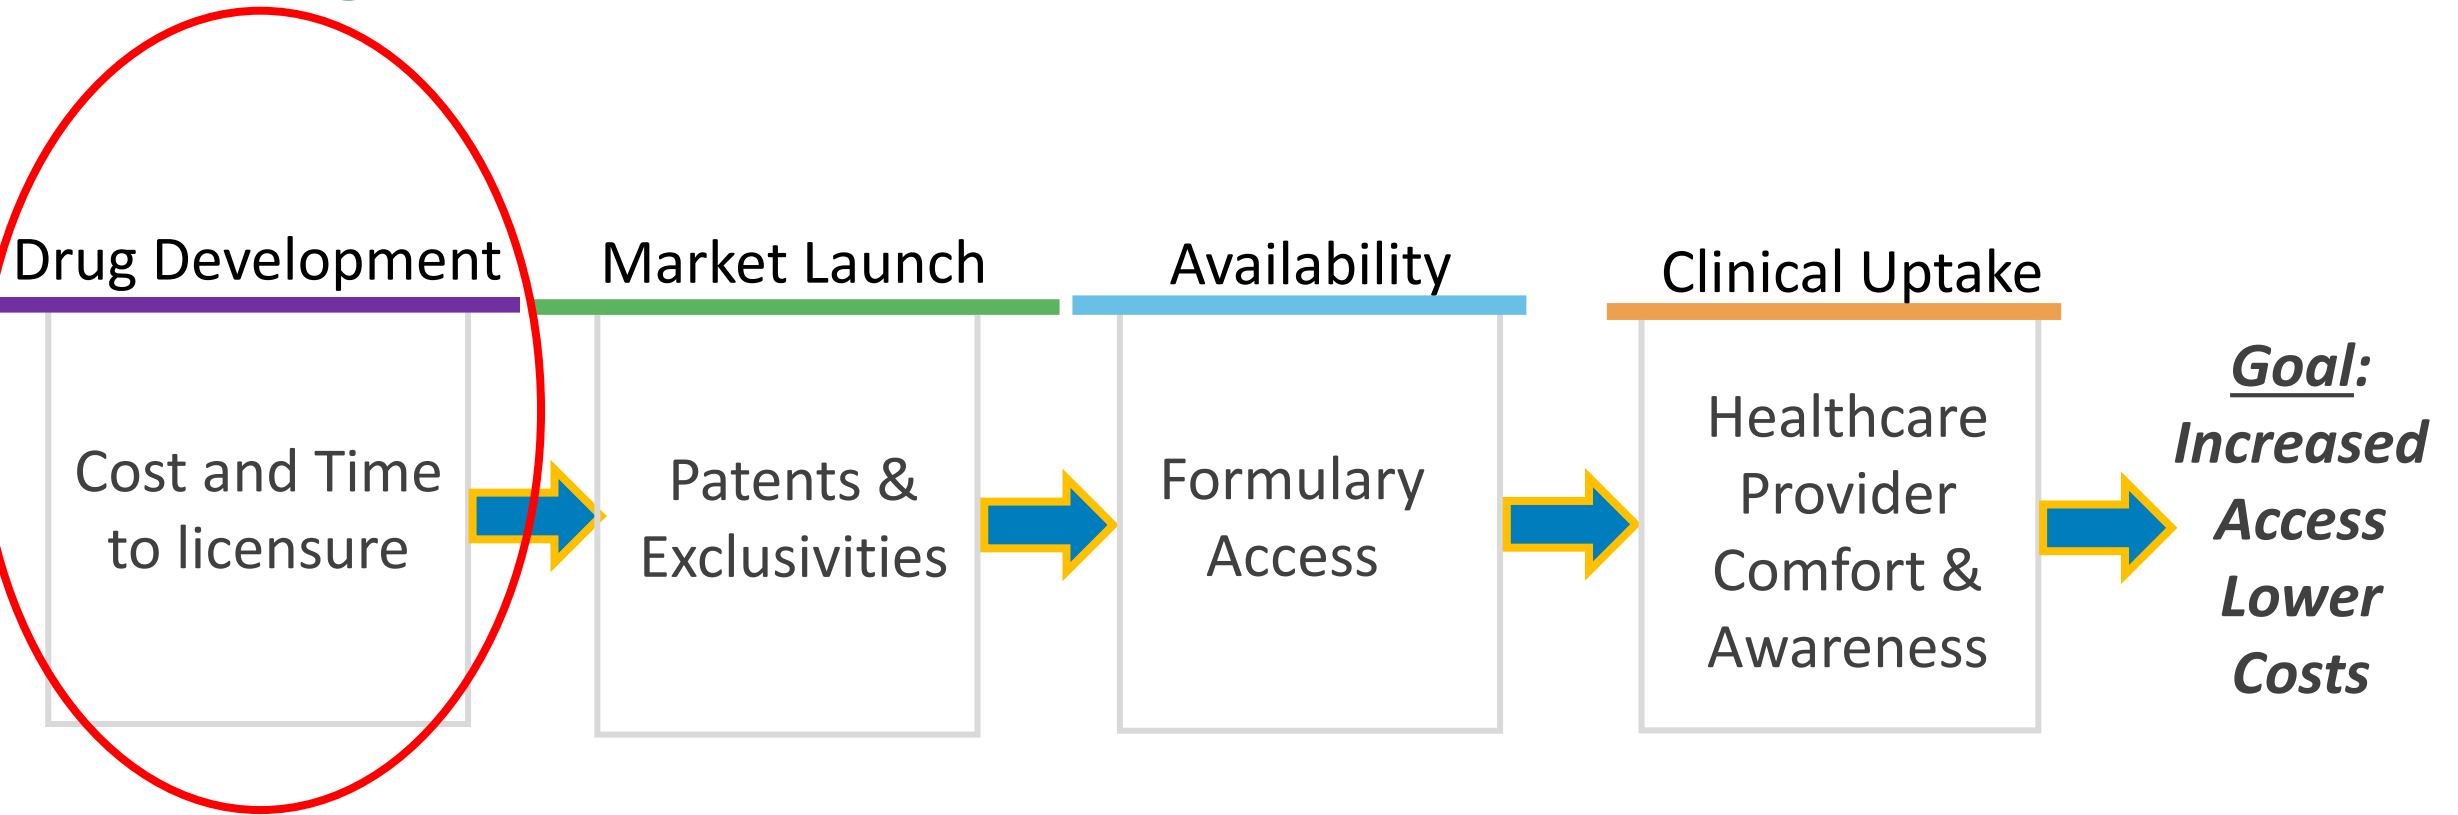 Drug Development
Cost and Time
to licensure
Market Launch
Patents &
Exclusivities
Availability
Formulary
Access
Clinical Uptake
Healthcare
Provider
Comfort &
Awareness
Goal:
Increased
Access
Lower
Costs